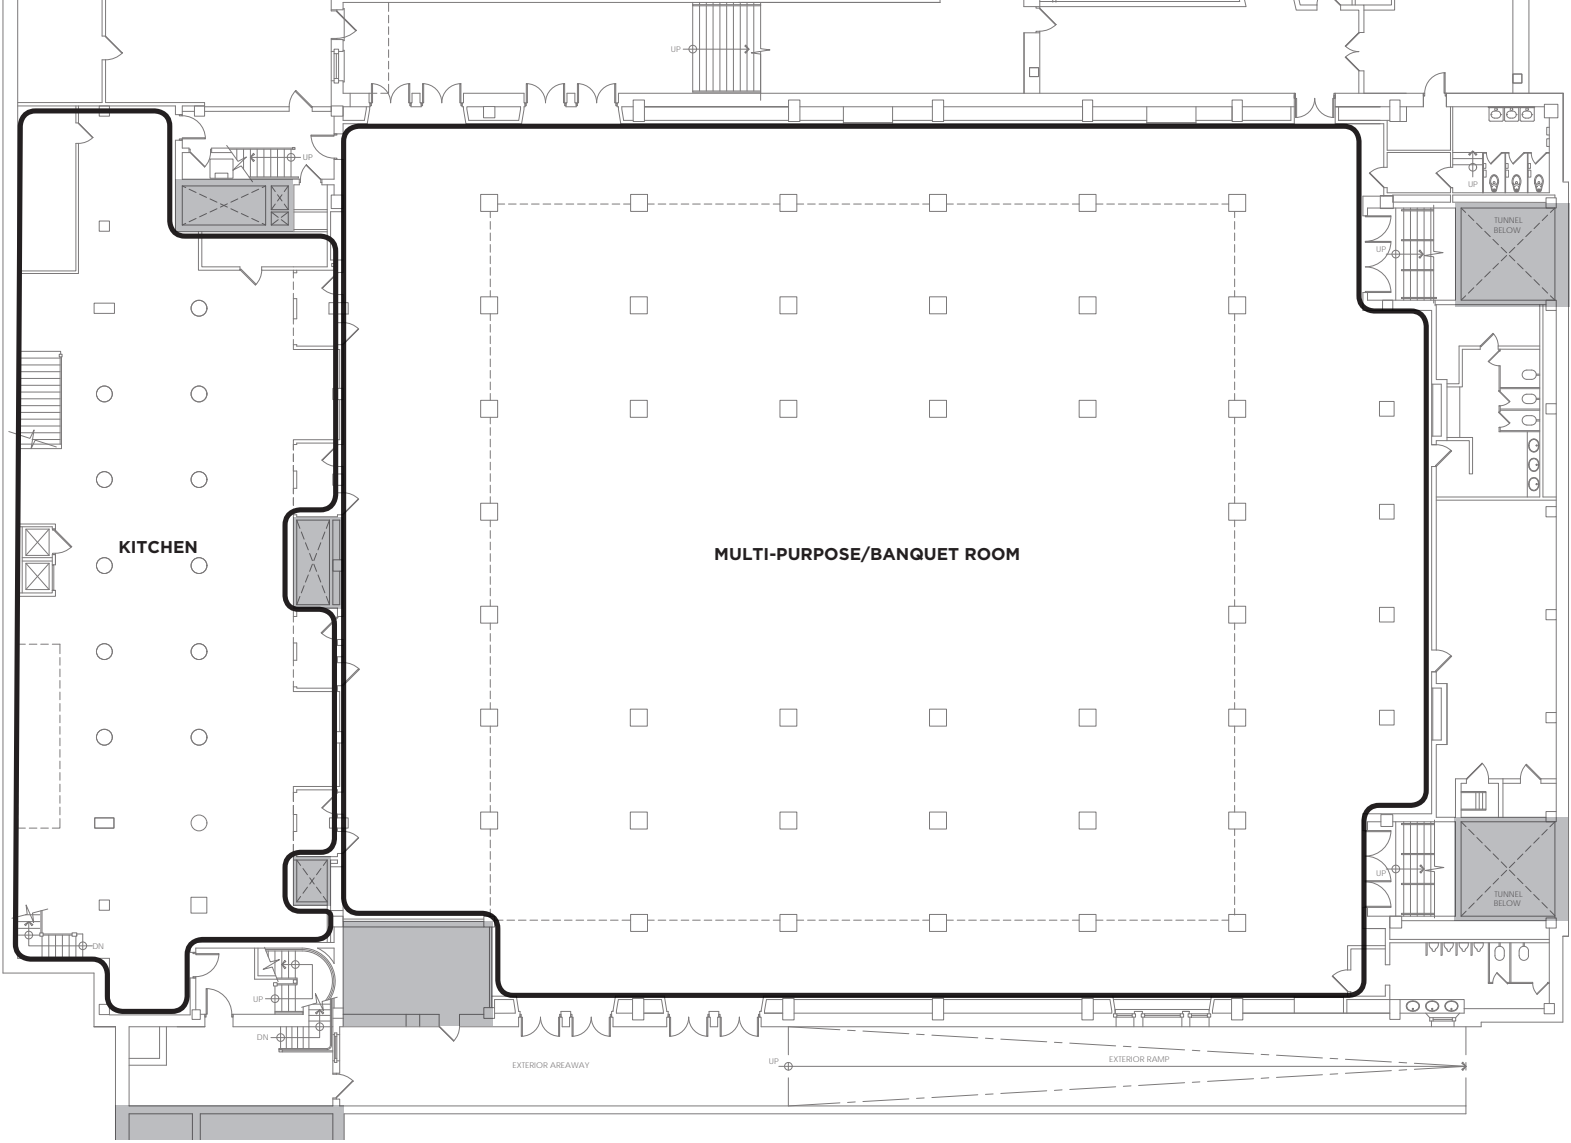 UP
UP
UP
TUNNEL
BELOW
UP
KITCHEN
MULTI-PURPOSE/BANQUET ROOM
UP
TUNNEL
BELOW
DN
UP
DN
EXTERIOR AREAWAY
UP
EXTERIOR RAMP